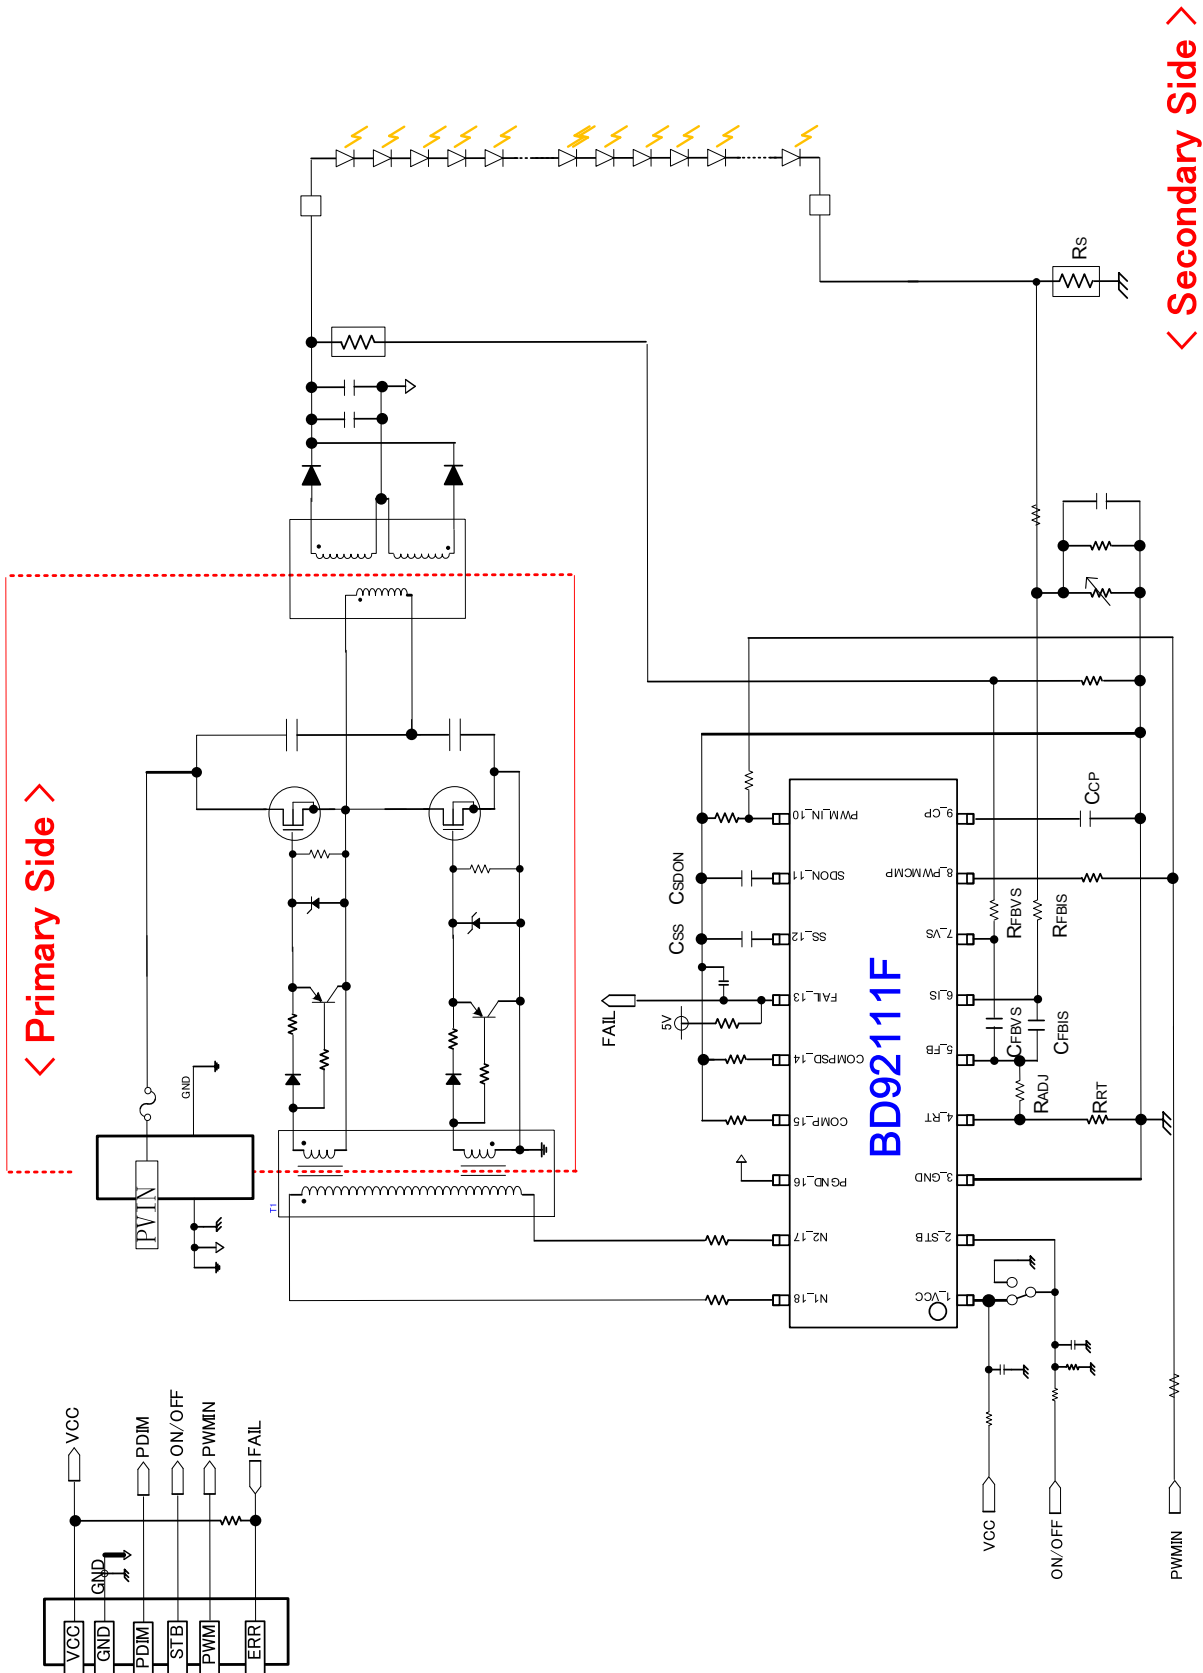 < Primary Side >
< Secondary Side >
RS
PVIN
GND
T1
FAIL
5V
CSS
CSDON
BD92111F
N1_18
N2_17
PGND_16
COMP_15
COMPSD_14
FAIL_13
SS_12
SDON_11
PWM_IN_10
1_VCC
2_STB
3_GND
4_RT
5_FB
6_IS
7_VS
8_PWMCMP
9_CP
RADJ
RRT
CFBVS
CFBIS
RFBVS
RFBIS
CCP
VCC
ON/OFF
PWMIN
VCC
PDIM
ON/OFF
PWMIN
FAIL
GND
VCC
GND
PDIM
STB
PWM
ERR